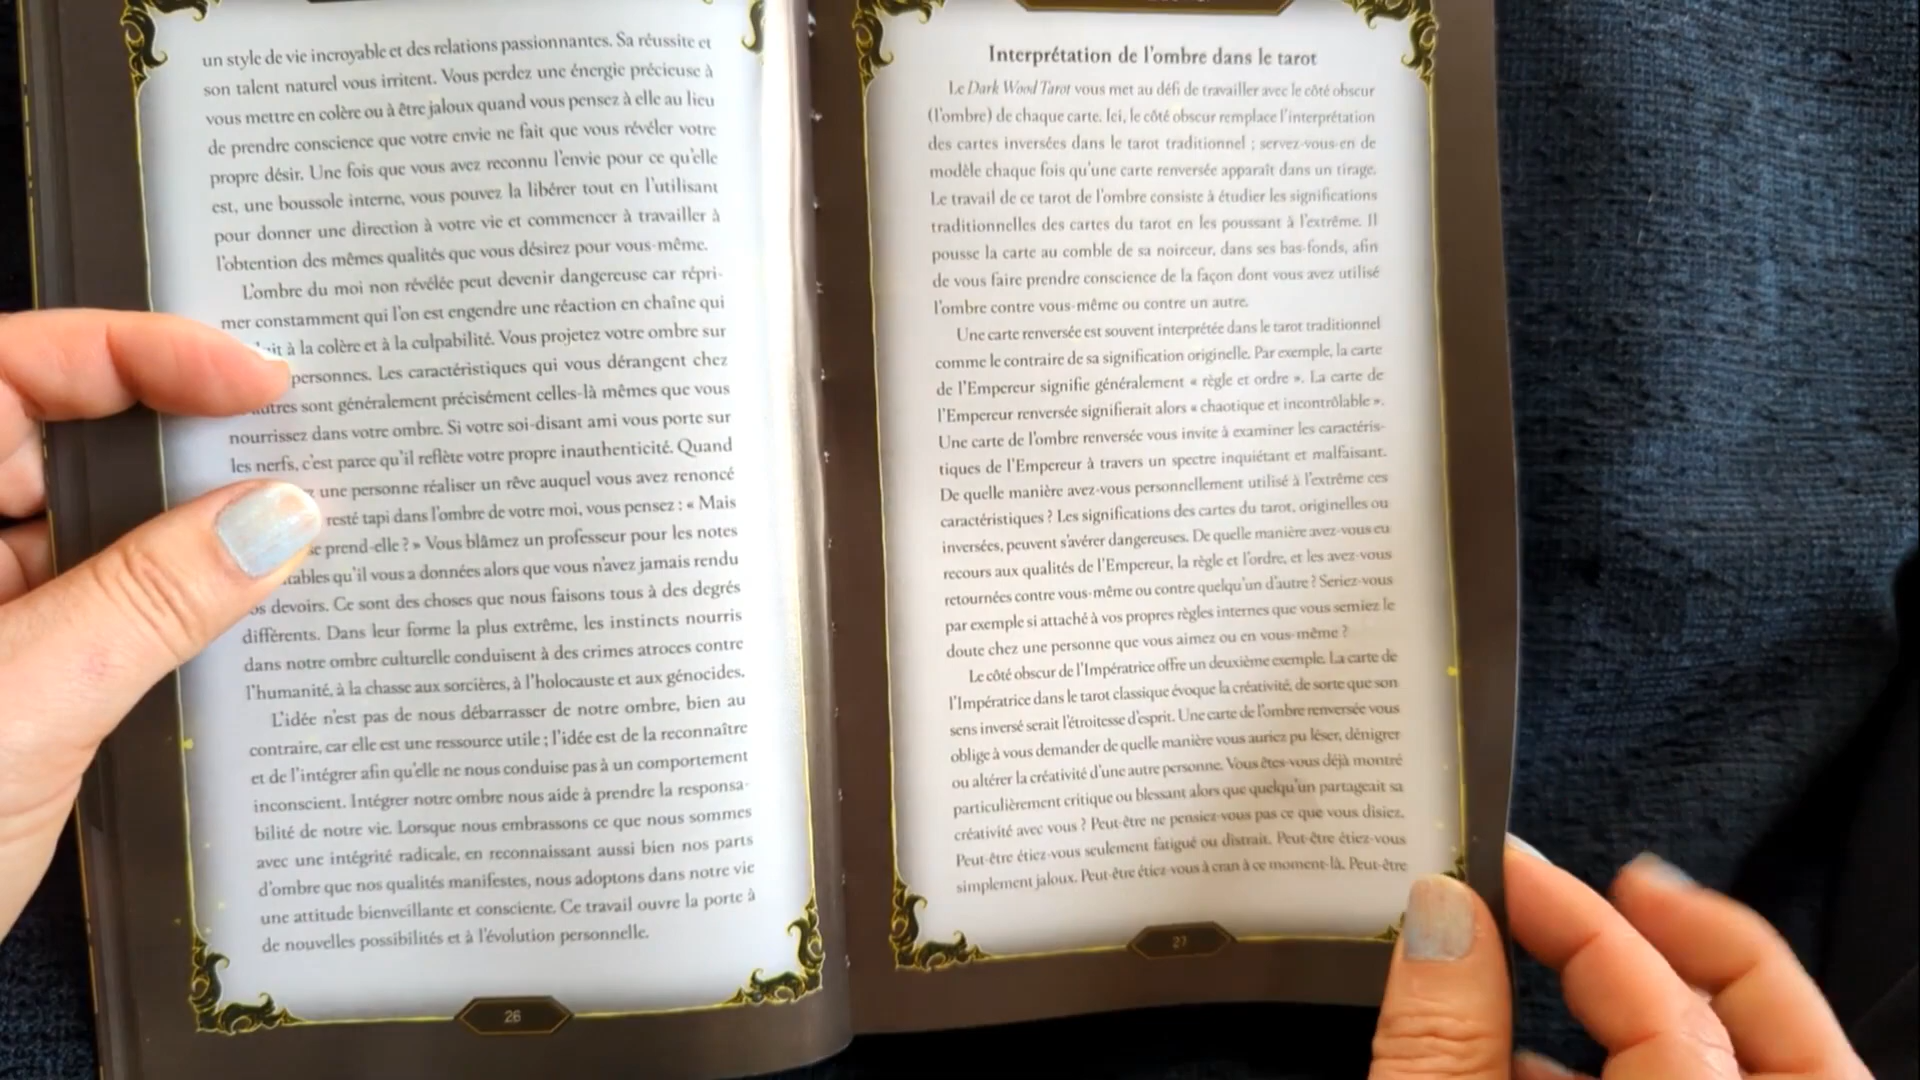 un style de vie incroyable et des relations passionnantes. Sa réussite et
son talent naturel vous irritent. Vous perdez une énergie précieuse à
vous mettre en colère ou à être jaloux quand vous pensez à elle au lieu
de prendre conscience que votre envie ne fait que vous révéler votre
propre désir. Une fois que vous avez reconnu l'envie pour ce qu'elle
est, une boussole interne, vous pouvez la libérer tout en l'utilisant
pour donner une direction à votre vie et commencer à travailler à
l'obtention des mêmes qualités que vous désirez pour vous-même.
L'ombre du moi non révélée peut devenir dangereuse car répri-
mer constamment qui l'on est engendre une réaction en chaîne qui
à la colère et à la culpabilité. Vous projetez votre ombre sur
personnes. Les caractéristiques qui vous dérangent chez
sont généralement précisément celles-là mêmes que vous
nourrissez dans votre ombre. Si votre soi-disant ami vous porte sur
les nerfs, c'est parce qu'il reflète votre propre inauthenticité. Quand
une personne réaliser un rêve auquel vous avez renoncé
resté tapi dans l'ombre de votre moi, vous pensez : « Mais
se prend-elle ? » Vous blâmez un professeur pour les notes
qu'il vous a données alors que vous n'avez jamais rendu
devoirs. Ce sont des choses que nous faisons tous à des degrés
différents. Dans leur forme la plus extrême, les instincts nourris
dans notre ombre culturelle conduisent à des crimes atroces contre
l'humanité, à la chasse aux sorcières, à l'holocauste et aux génocides.
L'idée n'est pas de nous débarrasser de notre ombre, bien au
contraire, car elle est une ressource utile ; l'idée est de la reconnaître
et de l'intégrer afin qu'elle ne nous conduise pas à un comportement
inconscient. Intégrer notre ombre nous aide à prendre la responsa-
bilité de notre vie. Lorsque nous embrassons ce que nous sommes
avec une intégrité radicale, en reconnaissant aussi bien nos parts
d'ombre que nos qualités manifestes, nous adoptons dans notre vie
une attitude bienveillante et consciente. Ce travail ouvre la porte à
de nouvelles possibilités et à l'évolution personnelle.
26
Interprétation de l'ombre dans le tarot
Le Dark Wood Tarot vous met au défi de travailler avec le côté obscur
(l'ombre) de chaque carte. Ici, le côté obscur remplace l'interprétation
des cartes inversées dans le tarot traditionnel ; servez-vous-en de
modèle chaque fois qu'une carte renversée apparaît dans un tirage.
Le travail de ce tarot de l'ombre consiste à étudier les significations
traditionnelles des cartes du tarot en les poussant à l'extrême. Il
pousse la carte au comble de sa noirceur, dans ses bas-fonds, afin
de vous faire prendre conscience de la façon dont vous avez utilisé
l'ombre contre vous-même ou contre un autre.
Une carte renversée est souvent interprétée dans le tarot traditionnel
comme le contraire de sa signification originelle. Par exemple, la carte
de l'Empereur signifie généralement « règle et ordre ». La carte de
l'Empereur renversée signifierait alors « chaotique et incontrôlable ».
Une carte de l'ombre renversée vous invite à examiner les caractéris-
tiques de l'Empereur à travers un spectre inquiétant et malfaisant.
De quelle manière avez-vous personnellement utilisé à l'extrême ces
caractéristiques ? Les significations des cartes du tarot, originelles ou
inversées, peuvent s'avérer dangereuses. De quelle manière avez-vous eu
recours aux qualités de l'Empereur, la règle et l'ordre, et les avez-vous
retournées contre vous-même ou contre quelqu'un d'autre ? Seriez-vous
par exemple si attaché à vos propres règles internes que vous semiez le
doute chez une personne que vous aimez ou en vous-même ?
Le côté obscur de l'Impératrice offre un deuxième exemple. La carte de
l'Impératrice dans le tarot classique évoque la créativité, de sorte que son
sens inversé serait l'étroitesse d'esprit. Une carte de l'ombre renversée vous
oblige à vous demander de quelle manière vous auriez pu léser, dénigrer
ou altérer la créativité d'une autre personne. Vous êtes-vous déjà montré
particulièrement critique ou blessant alors que quelqu'un partageait sa
créativité avec vous ? Peut-être ne pensiez-vous pas ce que vous disiez.
Peut-être étiez-vous seulement fatigué ou distrait. Peut-être étiez-vous
simplement jaloux. Peut-être étiez-vous à cran à ce moment-là. Peut-être
27